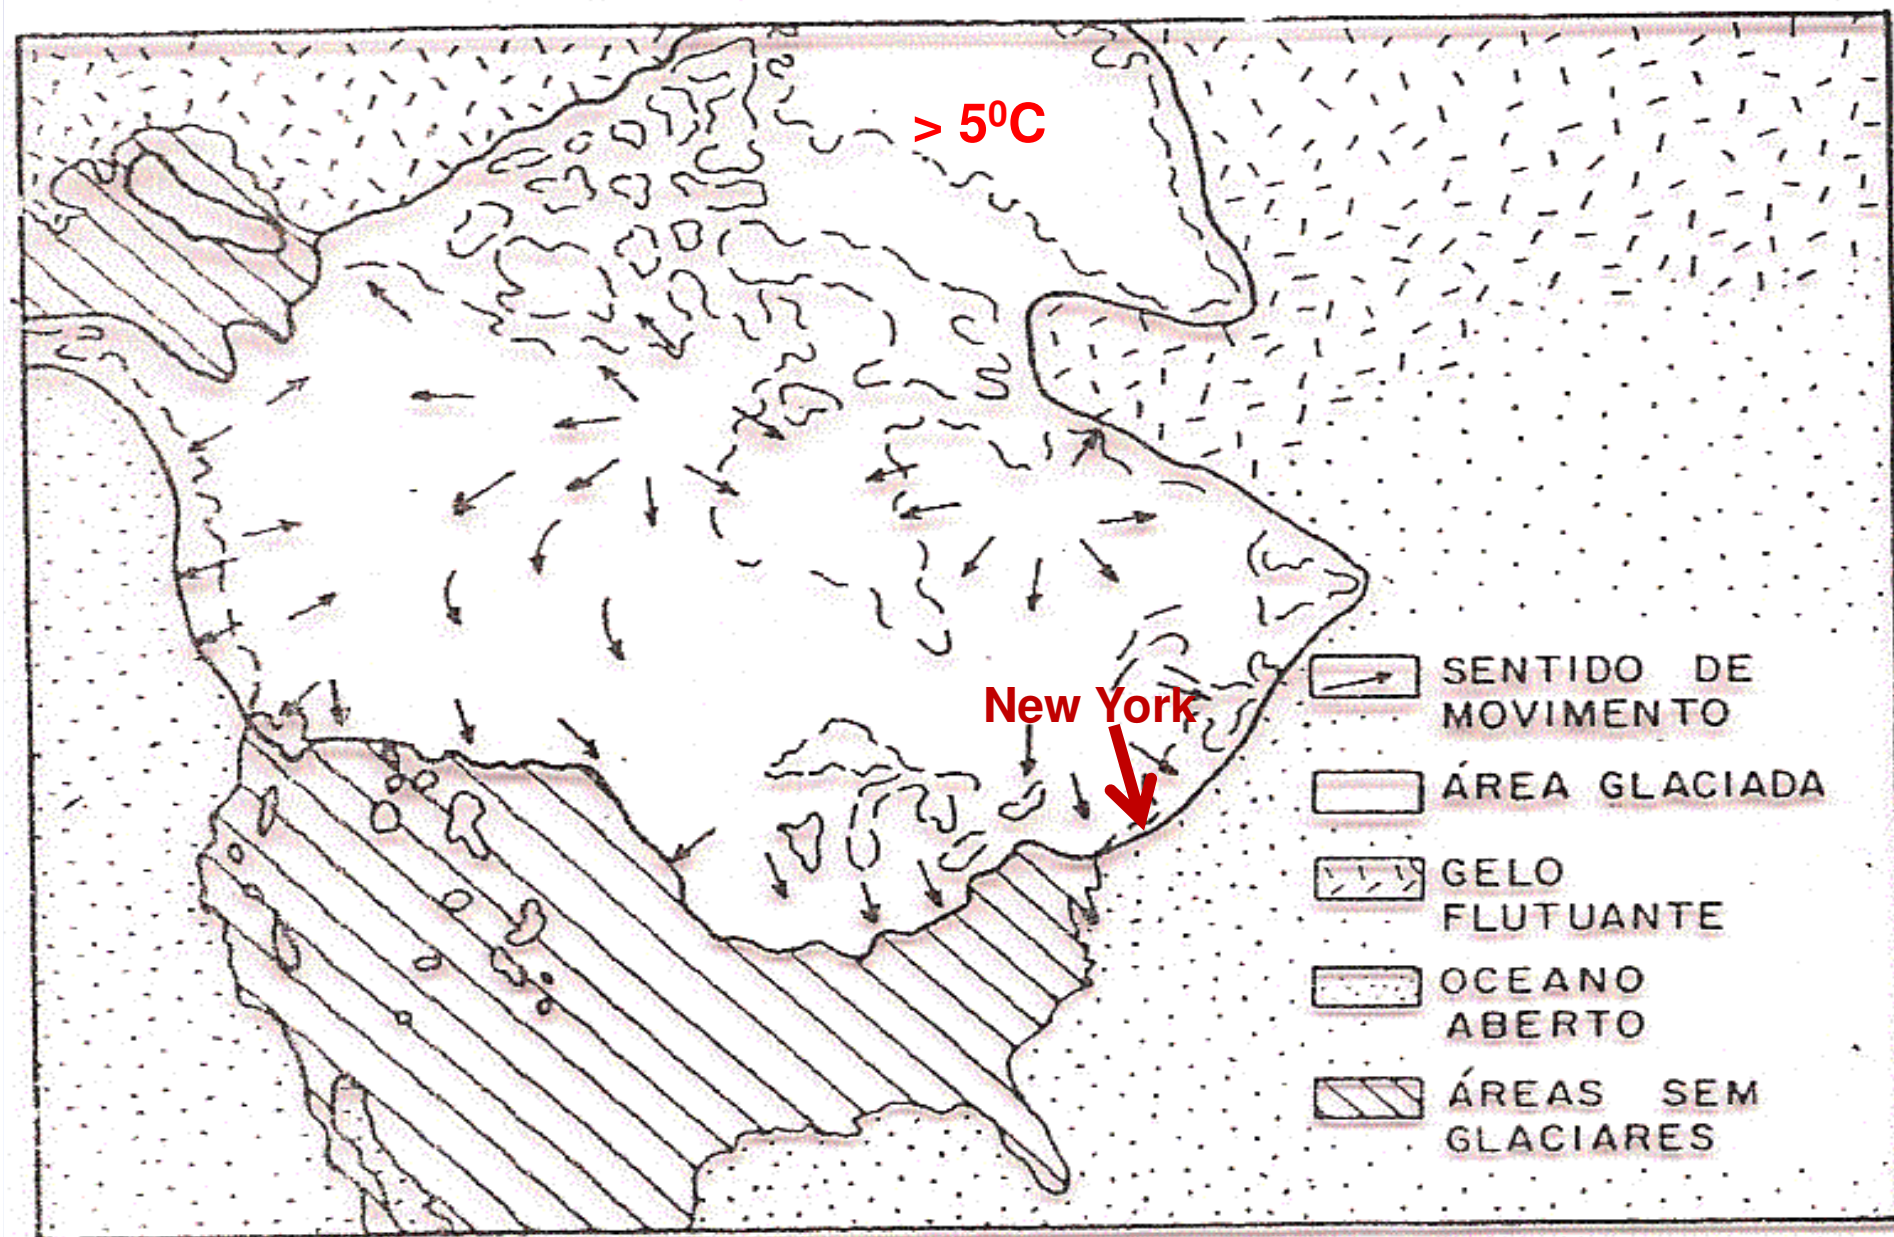 > 5⁰C
New York
SENTIDO DE
MOVIMENTO
ÁREA GLACIADA
GELO
FLUTUANTE
OCEANO
ABERTO
ÁREAS SEM
GLACIARES